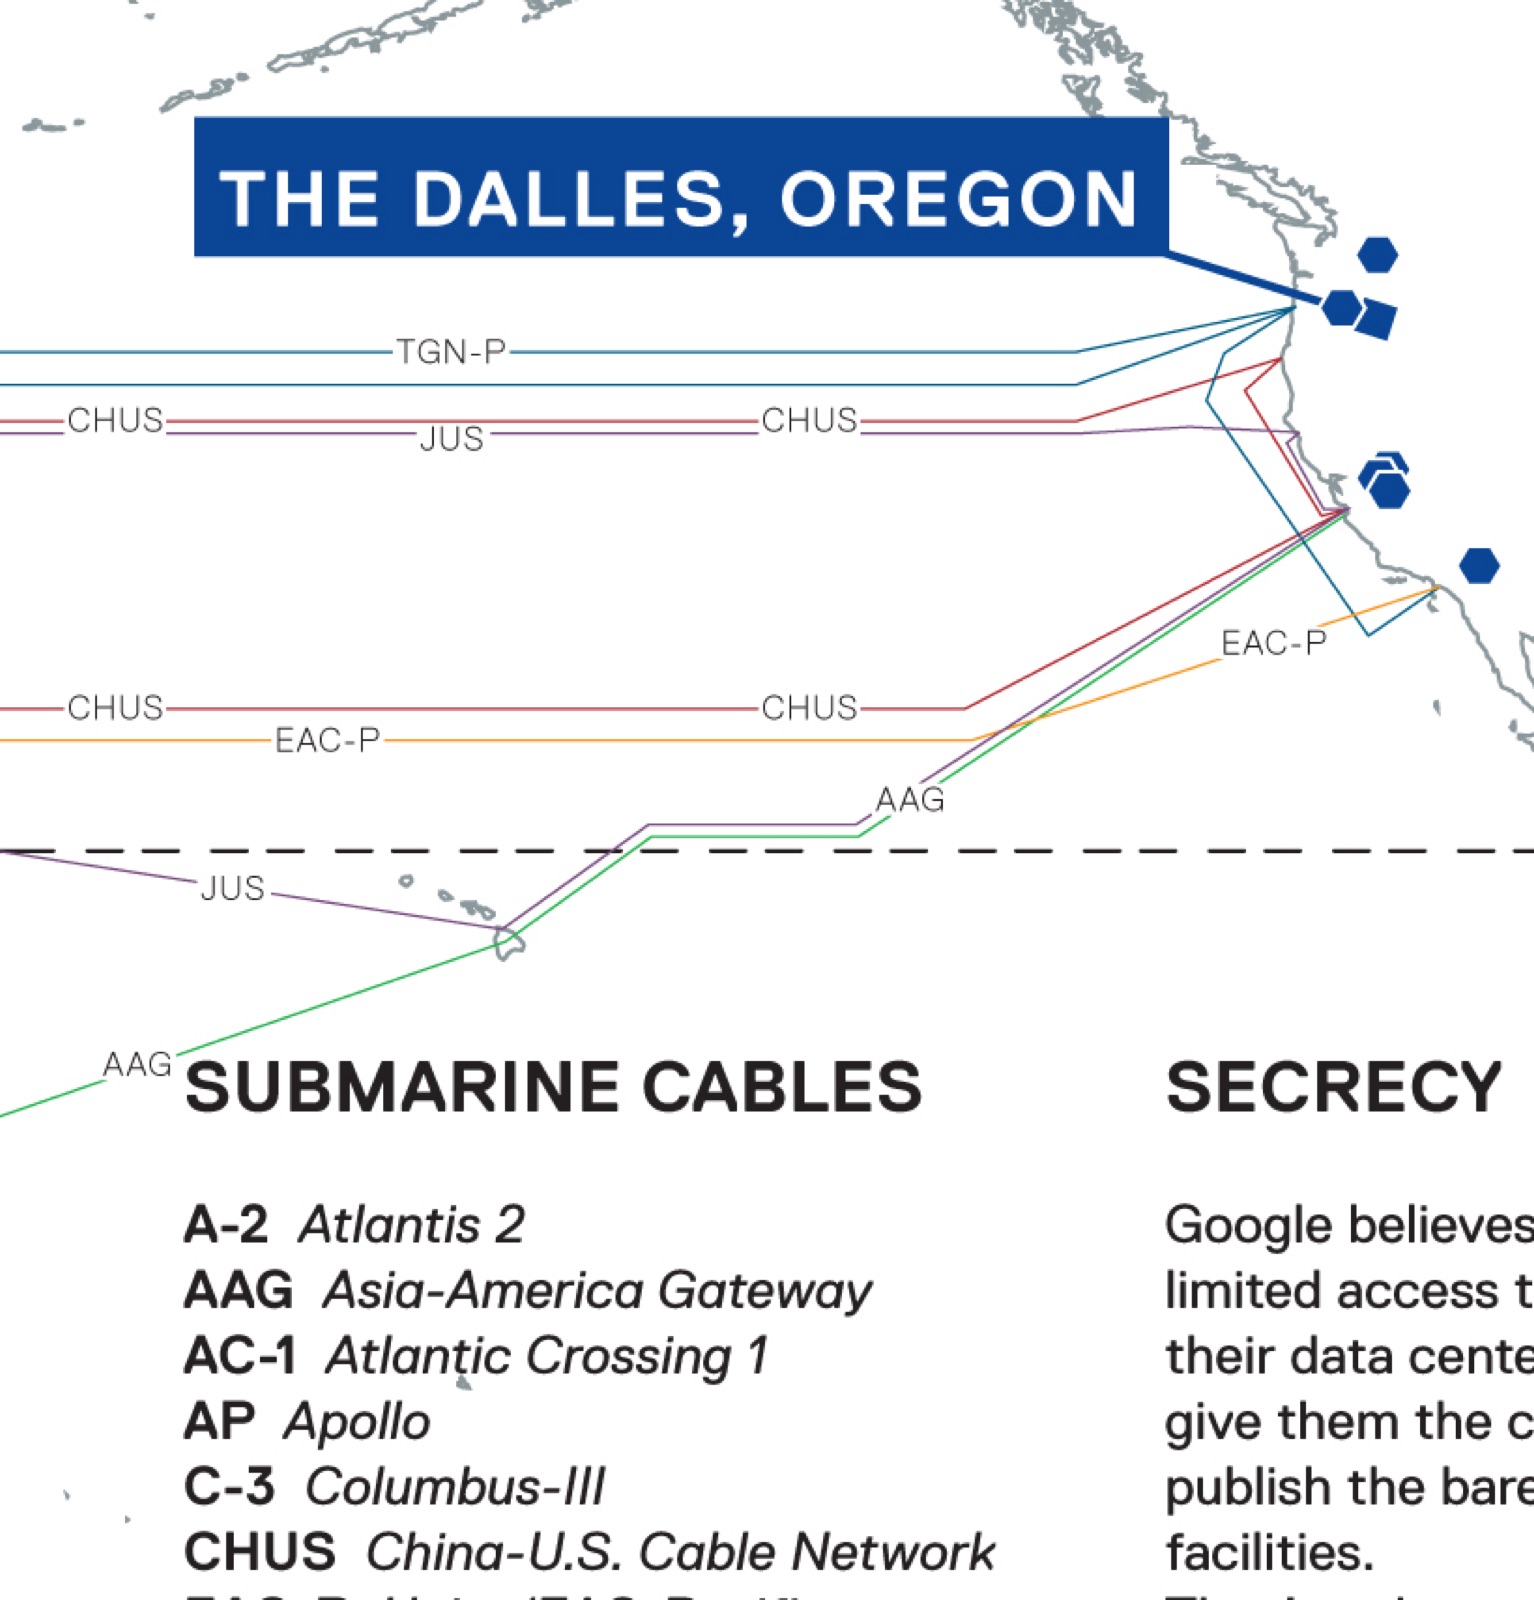 THE DALLES, OREGON
TGN-P
CHUS
CHUS
JUS
EAC-P
CHUS
CHUS
EAC-P
AAG
JUS
AAG
SUBMARINE CABLES
A-2 Atlantis 2
AAG Asia-America Gateway
AC-1 Atlantic Crossing 1
AP Apollo
C-3 Columbus-III
CHUS China-U.S. Cable Network
SECRECY
Google believes
limited access t
their data cente
give them the c
publish the bare
facilities.